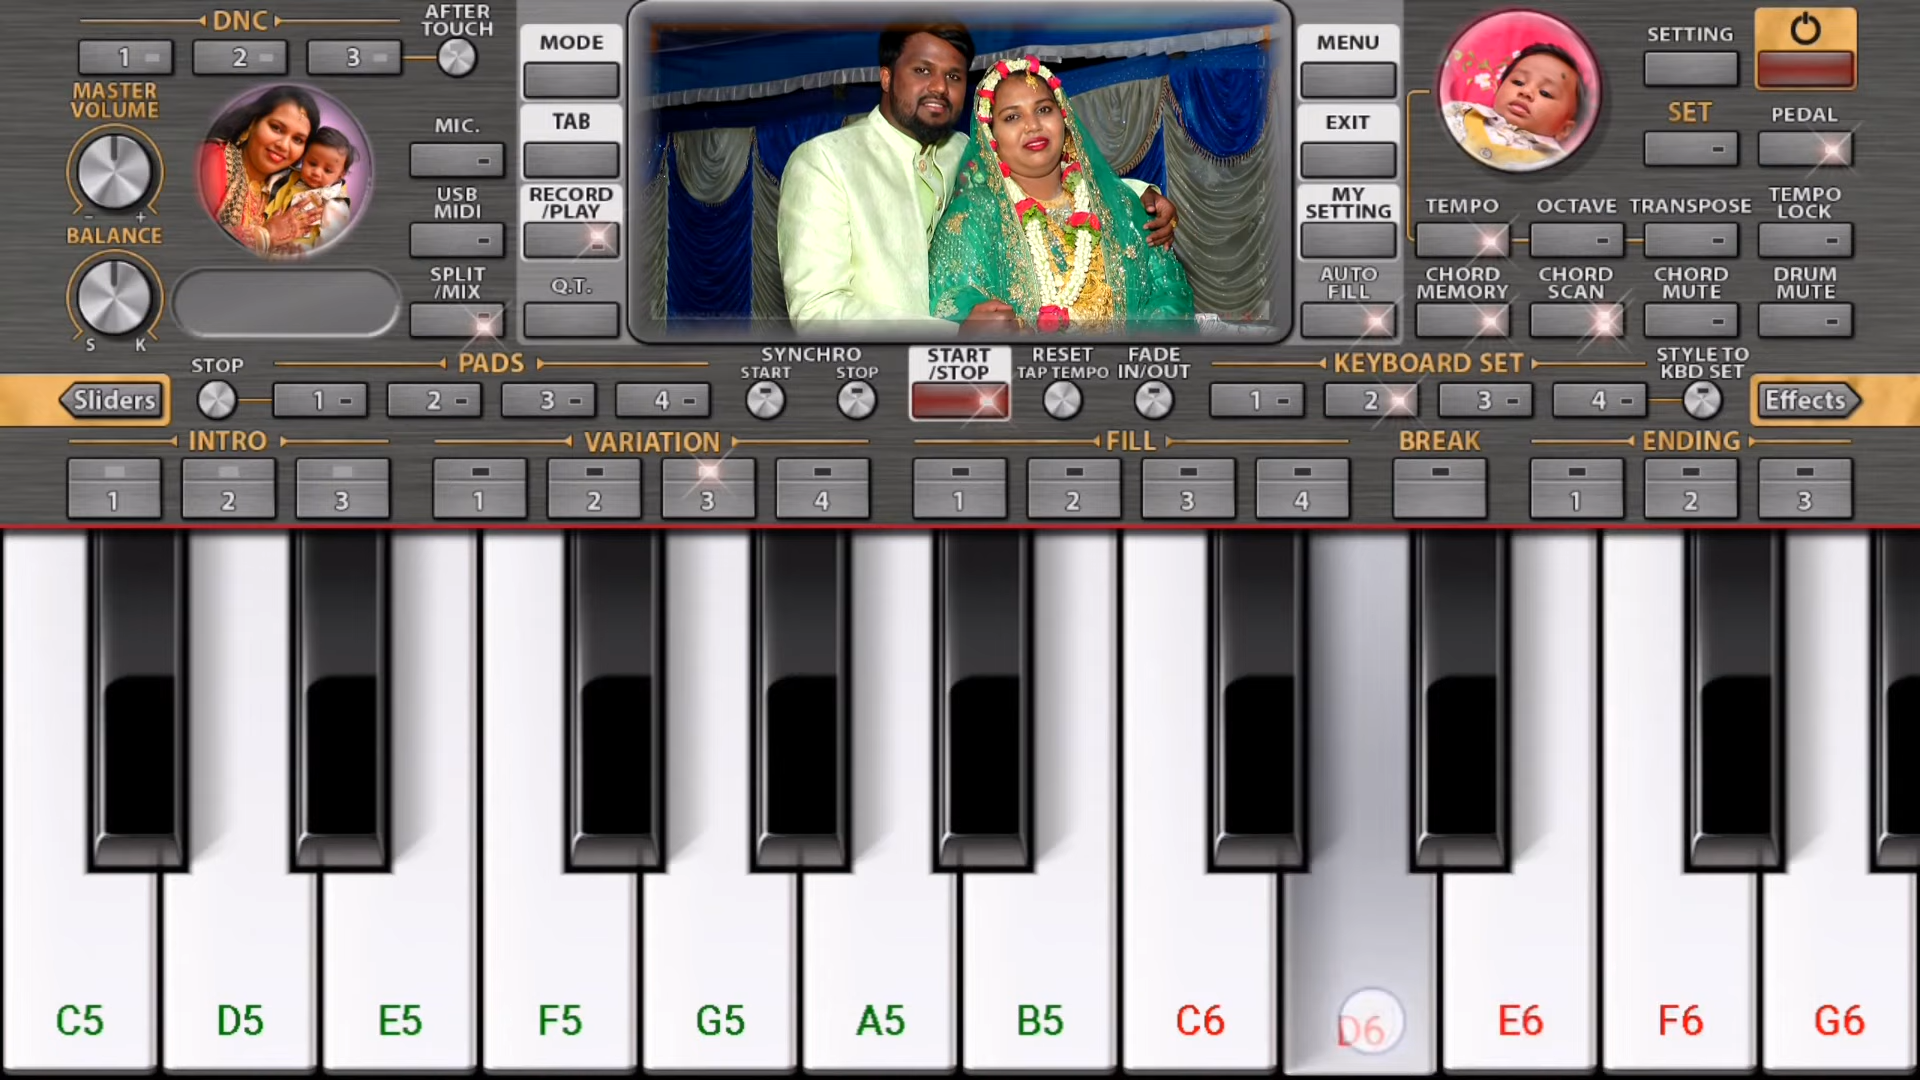 DNC
AFTER
TOUCH
1 2 3
MASTER
VOLUME
- +
BALANCE
S K
MIC.
USB
MIDI
SPLIT
/MIX
MODE
TAB
RECORD
/PLAY
Q.T.
MENU
EXIT
MY
SETTING
AUTO
FILL
SETTING
SET
PEDAL
TEMPO
OCTAVE
TRANSPOSE
TEMPO
LOCK
CHORD
MEMORY
CHORD
SCAN
CHORD
MUTE
DRUM
MUTE
Sliders
STOP
PADS
1 2 3 4
SYNCHRO
START STOP
START
/STOP
RESET
TAP TEMPO
FADE
IN/OUT
KEYBOARD SET
1 2 3 4
STYLE TO
KBD SET
Effects
INTRO
1 2 3
VARIATION
1 2 3 4
FILL
1 2 3 4
BREAK
ENDING
1 2 3
C5 D5 E5 F5 G5 A5 B5 C6 D6 E6 F6 G6